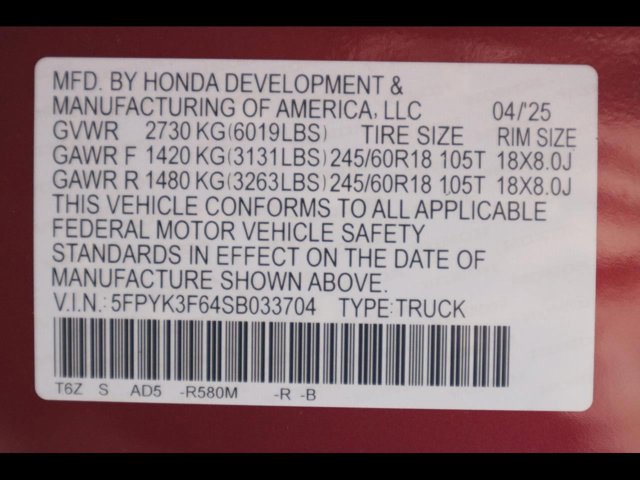 MFD. BY HONDA DEVELOPMENT &
MANUFACTURING OF AMERICA, LLC 04/'25
GVWR 2730 KG(6019LBS) TIRE SIZE RIM SIZE
GAWR F 1420 KG(3131LBS) 245/60R18 105T 18X8.0J
GAWR R 1480 KG(3263LBS) 245/60R18 105T 18X8.0J
THIS VEHICLE CONFORMS TO ALL APPLICABLE
FEDERAL MOTOR VEHICLE SAFETY
STANDARDS IN EFFECT ON THE DATE OF
MANUFACTURE SHOWN ABOVE.
V.I.N.: 5FPYK3F64SB033704 TYPE:TRUCK
T6Z S AD5 -R580M -R -B